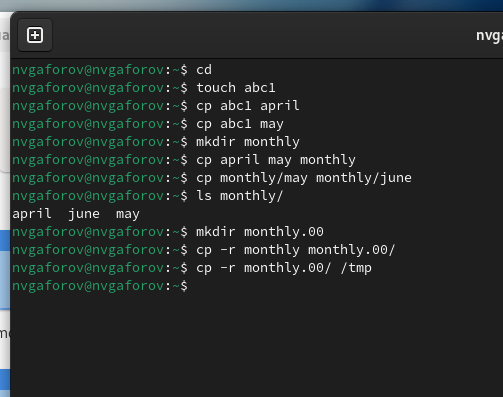 nvga
nvgaforov@nvgaforov:~$ cd
nvgaforov@nvgaforov:~$ touch abc1
nvgaforov@nvgaforov:~$ cp abc1 april
nvgaforov@nvgaforov:~$ cp abc1 may
nvgaforov@nvgaforov:~$ mkdir monthly
nvgaforov@nvgaforov:~$ cp april may monthly
nvgaforov@nvgaforov:~$ cp monthly/may monthly/june
nvgaforov@nvgaforov:~$ ls monthly/
april  june  may
nvgaforov@nvgaforov:~$ mkdir monthly.00
nvgaforov@nvgaforov:~$ cp -r monthly monthly.00/
nvgaforov@nvgaforov:~$ cp -r monthly.00/ /tmp
nvgaforov@nvgaforov:~$